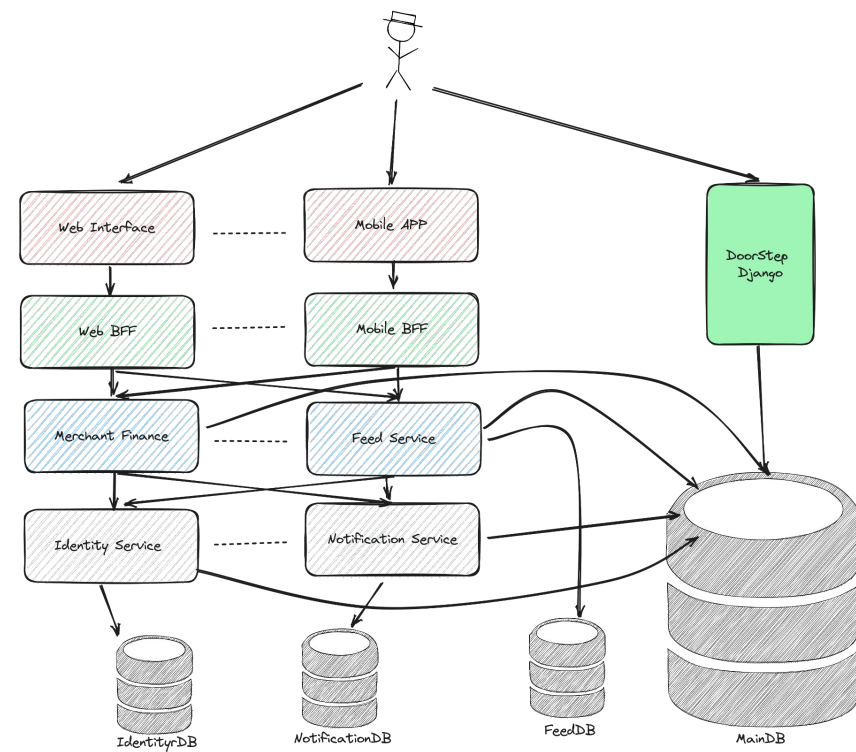 Web Interface
Mobile APP
DoorStep
Django
Web BFF
Mobile BFF
Merchant Finance
Feed Service
Identity Service
Notification Service
IdentityrDB
NotificationDB
FeedDB
MainDB